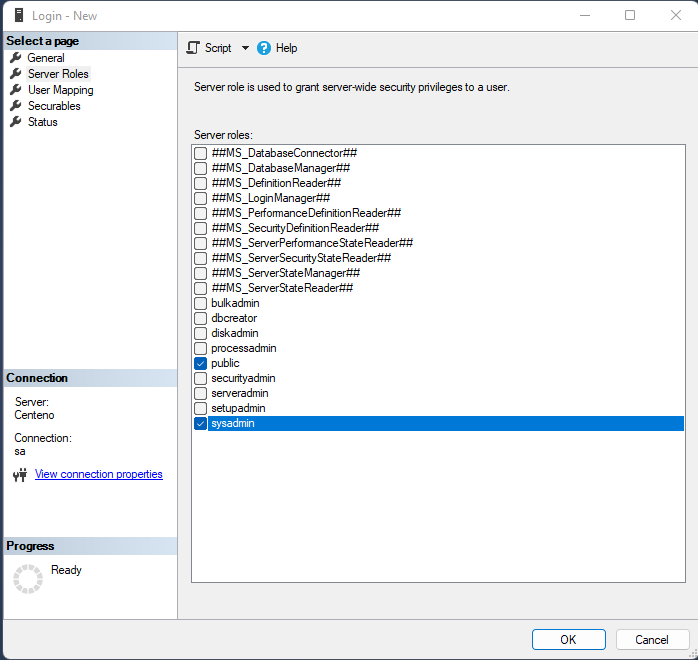 Login - New
Select a page
General
Server Roles
User Mapping
Securables
Status
Connection
Server:
Centeno
Connection:
sa
View connection properties
Progress
Ready
Script
? Help
Server role is used to grant server-wide security privileges to a user.
Server roles:
##MS_DatabaseConnector##
##MS_DatabaseManager##
##MS_DefinitionReader##
##MS_LoginManager##
##MS_PerformanceDefinitionReader##
##MS_SecurityDefinitionReader##
##MS_ServerPerformanceStateReader##
##MS_ServerSecurityStateReader##
##MS_ServerStateManager##
##MS_ServerStateReader##
bulkadmin
dbcreator
diskadmin
processadmin
public
securityadmin
serveradmin
setupadmin
sysadmin
OK
Cancel